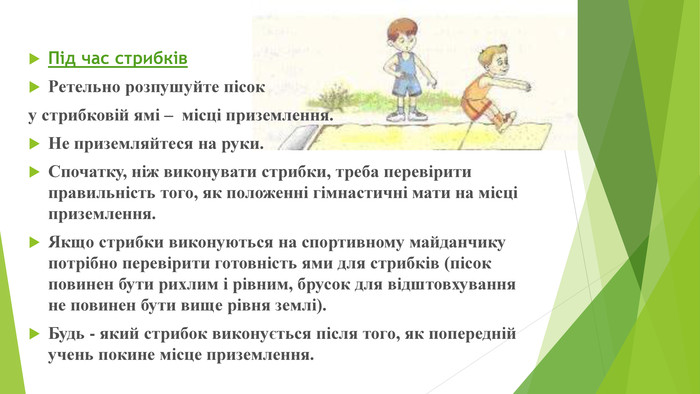 Під час стрибків
Ретельно розпушуйте пісок
у стрибковій ямі – місці приземлення.
Не приземляйтеся на руки.
Спочатку, ніж виконувати стрибки, треба перевірити
правильність того, як положенні гімнастичні мати на місці
приземлення.
Якщо стрибки виконуються на спортивному майданчику
потрібно перевірити готовність ями для стрибків (пісок
повинен бути рихлим і рівним, брусок для відштовхування
не повинен бути вище рівня землі).
Будь - який стрибок виконується після того, як попередній
учень покине місце приземлення.